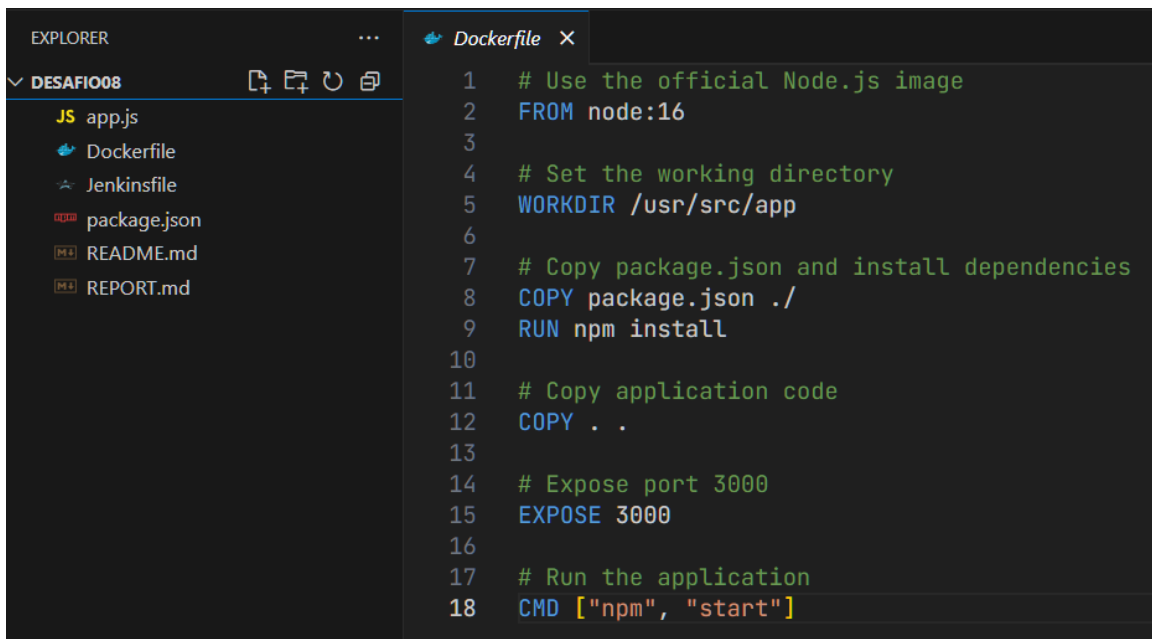 EXPLORER
...
DESAFIO08
JS app.js
Dockerfile
Jenkinsfile
npm package.json
M↓ README.md
M↓ REPORT.md
Dockerfile
1 # Use the official Node.js image
2 FROM node:16
3
4 # Set the working directory
5 WORKDIR /usr/src/app
6
7 # Copy package.json and install dependencies
8 COPY package.json ./
9 RUN npm install
10
11 # Copy application code
12 COPY . .
13
14 # Expose port 3000
15 EXPOSE 3000
16
17 # Run the application
18 CMD ["npm", "start"]